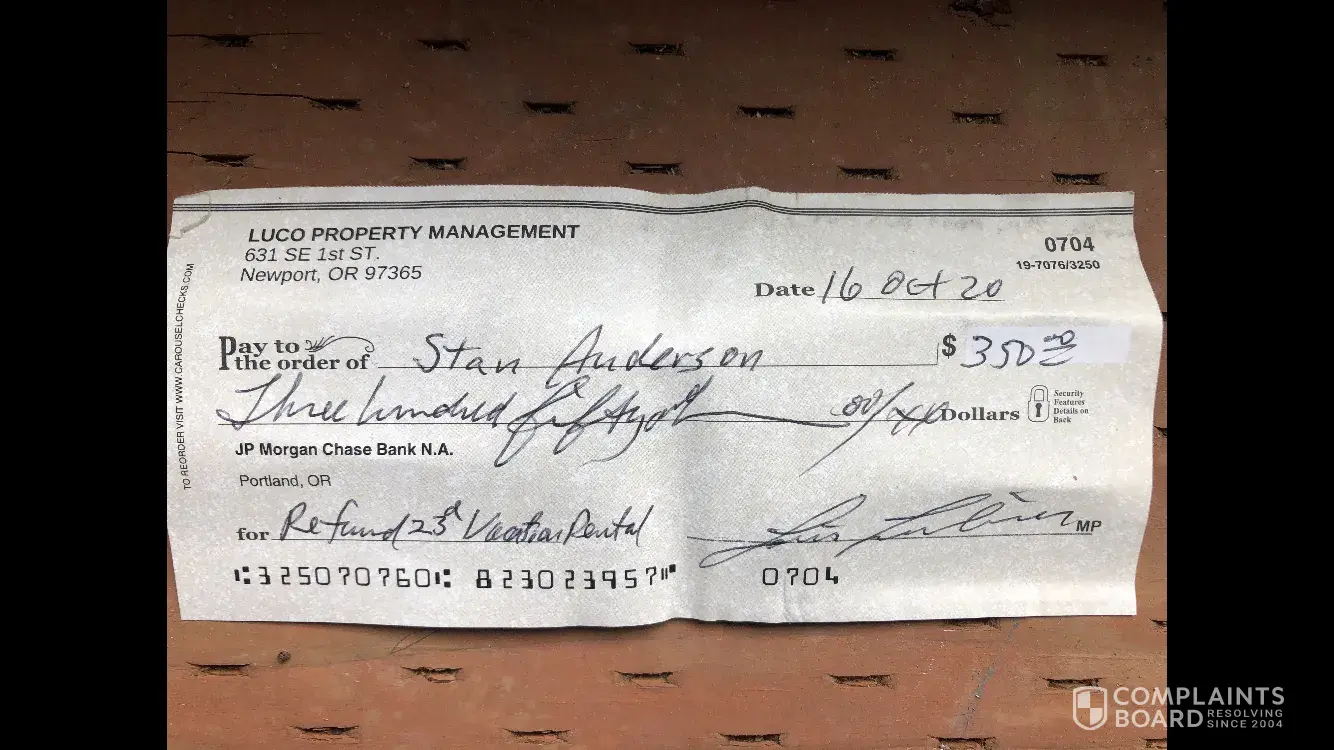 LUCO PROPERTY MANAGEMENT
631 SE 1st ST.
Newport, OR 97365
0704
19-7076/3250
Date 16 Oct 20
Pay to
the order of Stan Anderson $ 350 00
Three hundred fifty 00/xx Dollars
Security
Features
Details on
Back
JP Morgan Chase Bank N.A.
Portland, OR
for Refund 23rd Vacation Rental
MP
⑆325070760⑆ 823023957⑈ 0704
TO REORDER VISIT WWW.CAROUSELCHECKS.COM
COMPLAINTS
BOARD RESOLVING
SINCE 2004